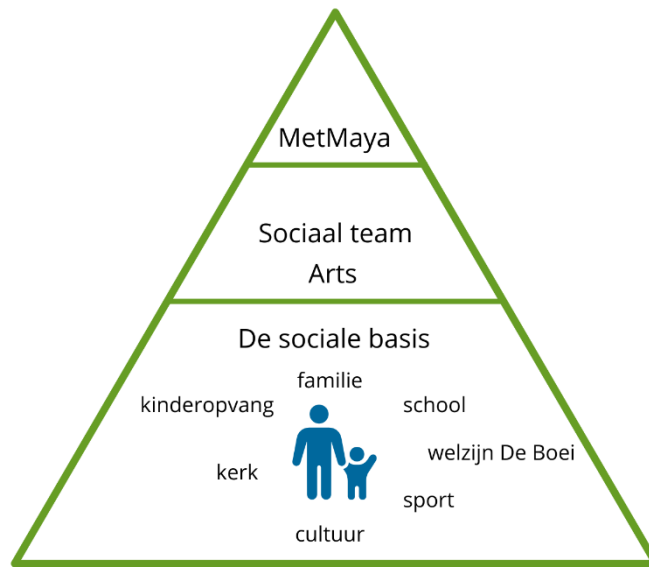 MetMaya
Sociaal team
Arts
De sociale basis
familie
kinderopvang
school
welzijn De Boei
kerk
sport
cultuur